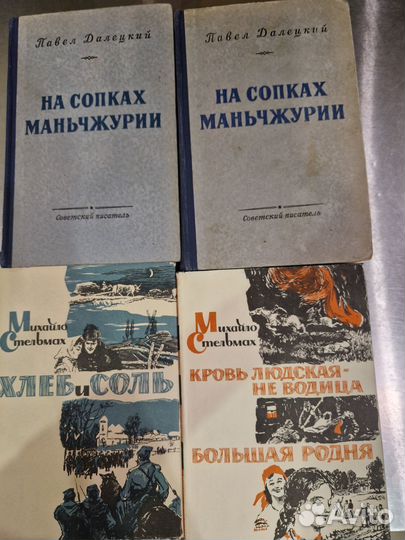 Павел Далецкий
НА СОПКАХ
МАНЬЧЖУРИИ
Советский писатель
Павел Далецкий
НА СОПКАХ
МАНЬЧЖУРИИ
Советский писатель
Михайло
Стельмах
ХЛЕБ и СОЛЬ
Михайло
Стельмах
КРОВЬ ЛЮДСКАЯ-
НЕ ВОДИЦА
БОЛЬШАЯ РОДНЯ
Avito